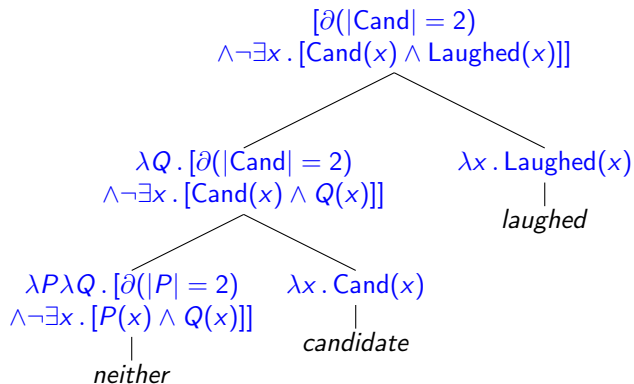 [∂(|Cand| = 2)
∧¬∃x . [Cand(x) ∧ Laughed(x)]]
λQ . [∂(|Cand| = 2)
∧¬∃x . [Cand(x) ∧ Q(x)]]
λx . Laughed(x)
laughed
λPλQ . [∂(|P| = 2)
∧¬∃x . [P(x) ∧ Q(x)]]
λx . Cand(x)
candidate
neither